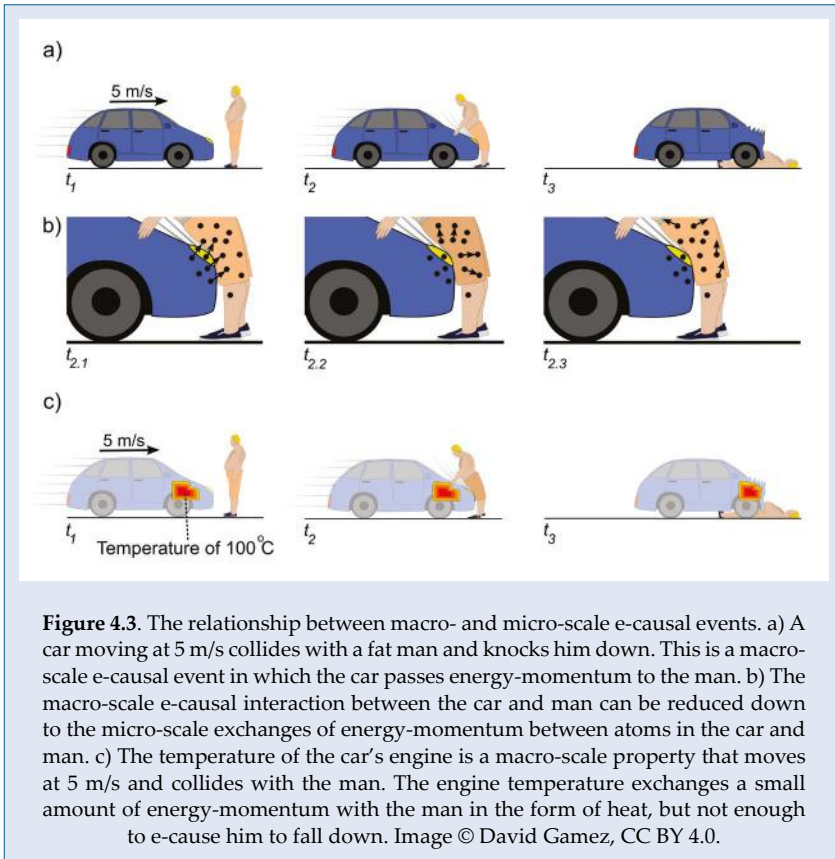 a)
5 m/s
t1
t2
t3
b)
t2.1
t2.2
t2.3
c)
5 m/s
t1
t2
t3
Temperature of 100°C
Figure 4.3. The relationship between macro- and micro-scale e-causal events. a) A
car moving at 5 m/s collides with a fat man and knocks him down. This is a macro-
scale e-causal event in which the car passes energy-momentum to the man. b) The
macro-scale e-causal interaction between the car and man can be reduced down
to the micro-scale exchanges of energy-momentum between atoms in the car and
man. c) The temperature of the car’s engine is a macro-scale property that moves
at 5 m/s and collides with the man. The engine temperature exchanges a small
amount of energy-momentum with the man in the form of heat, but not enough
to e-cause him to fall down. Image © David Gamez, CC BY 4.0.